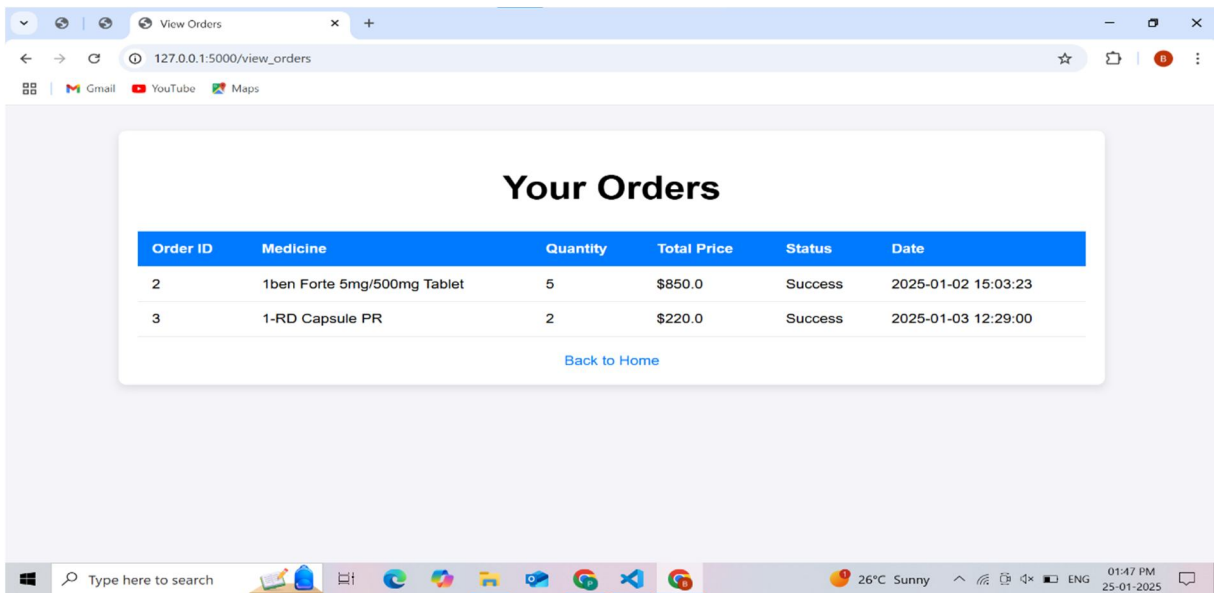 View Orders
127.0.0.1:5000/view_orders
B
Gmail YouTube Maps
Your Orders
Order ID Medicine Quantity Total Price Status Date
2 1ben Forte 5mg/500mg Tablet 5 $850.0 Success 2025-01-02 15:03:23
3 1-RD Capsule PR 2 $220.0 Success 2025-01-03 12:29:00
Back to Home
Type here to search 1 26°C Sunny ENG 01:47 PM
25-01-2025